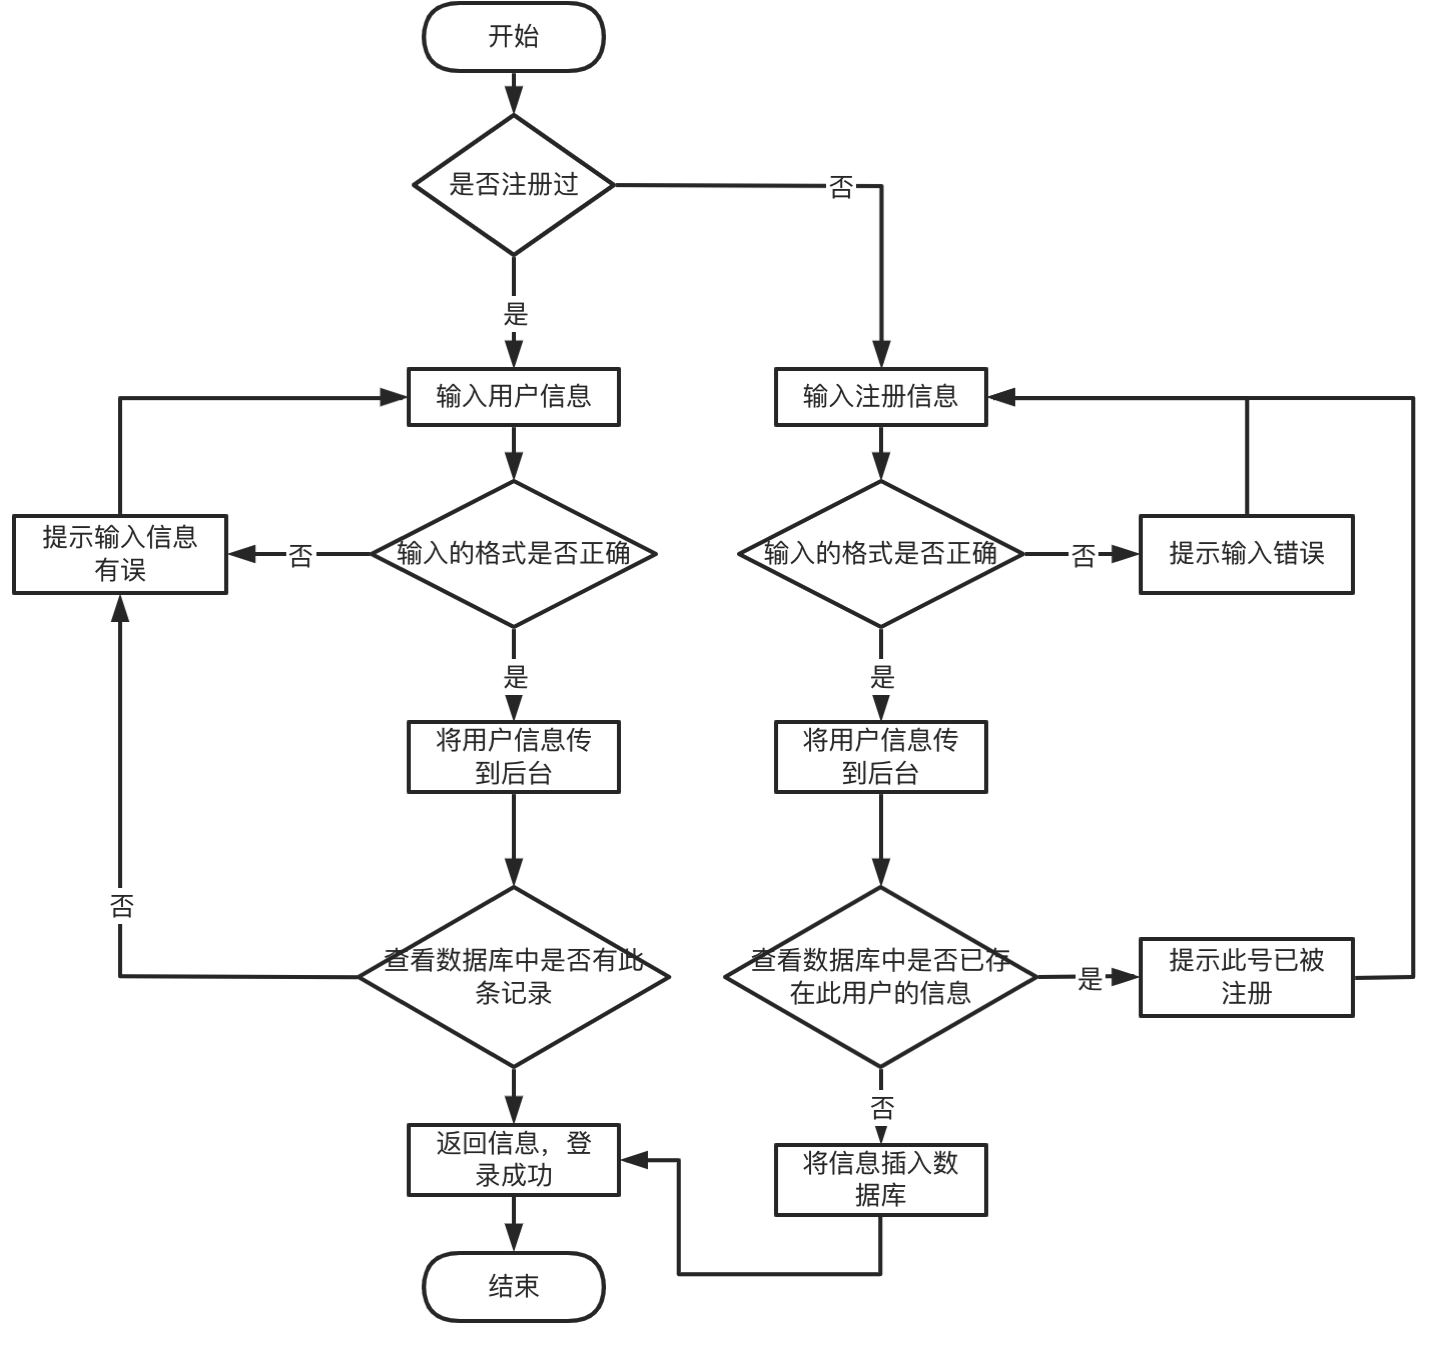 开始
是否注册过
否
是
输入用户信息
输入注册信息
提示输入信息
有误
否
输入的格式是否正确
输入的格式是否正确
否
提示输入错误
是
是
将用户信息传
到后台
将用户信息传
到后台
否
查看数据库中是否有此
条记录
查看数据库中是否已存
在此用户的信息
是
提示此号已被
注册
否
返回信息，登
录成功
将信息插入数
据库
结束